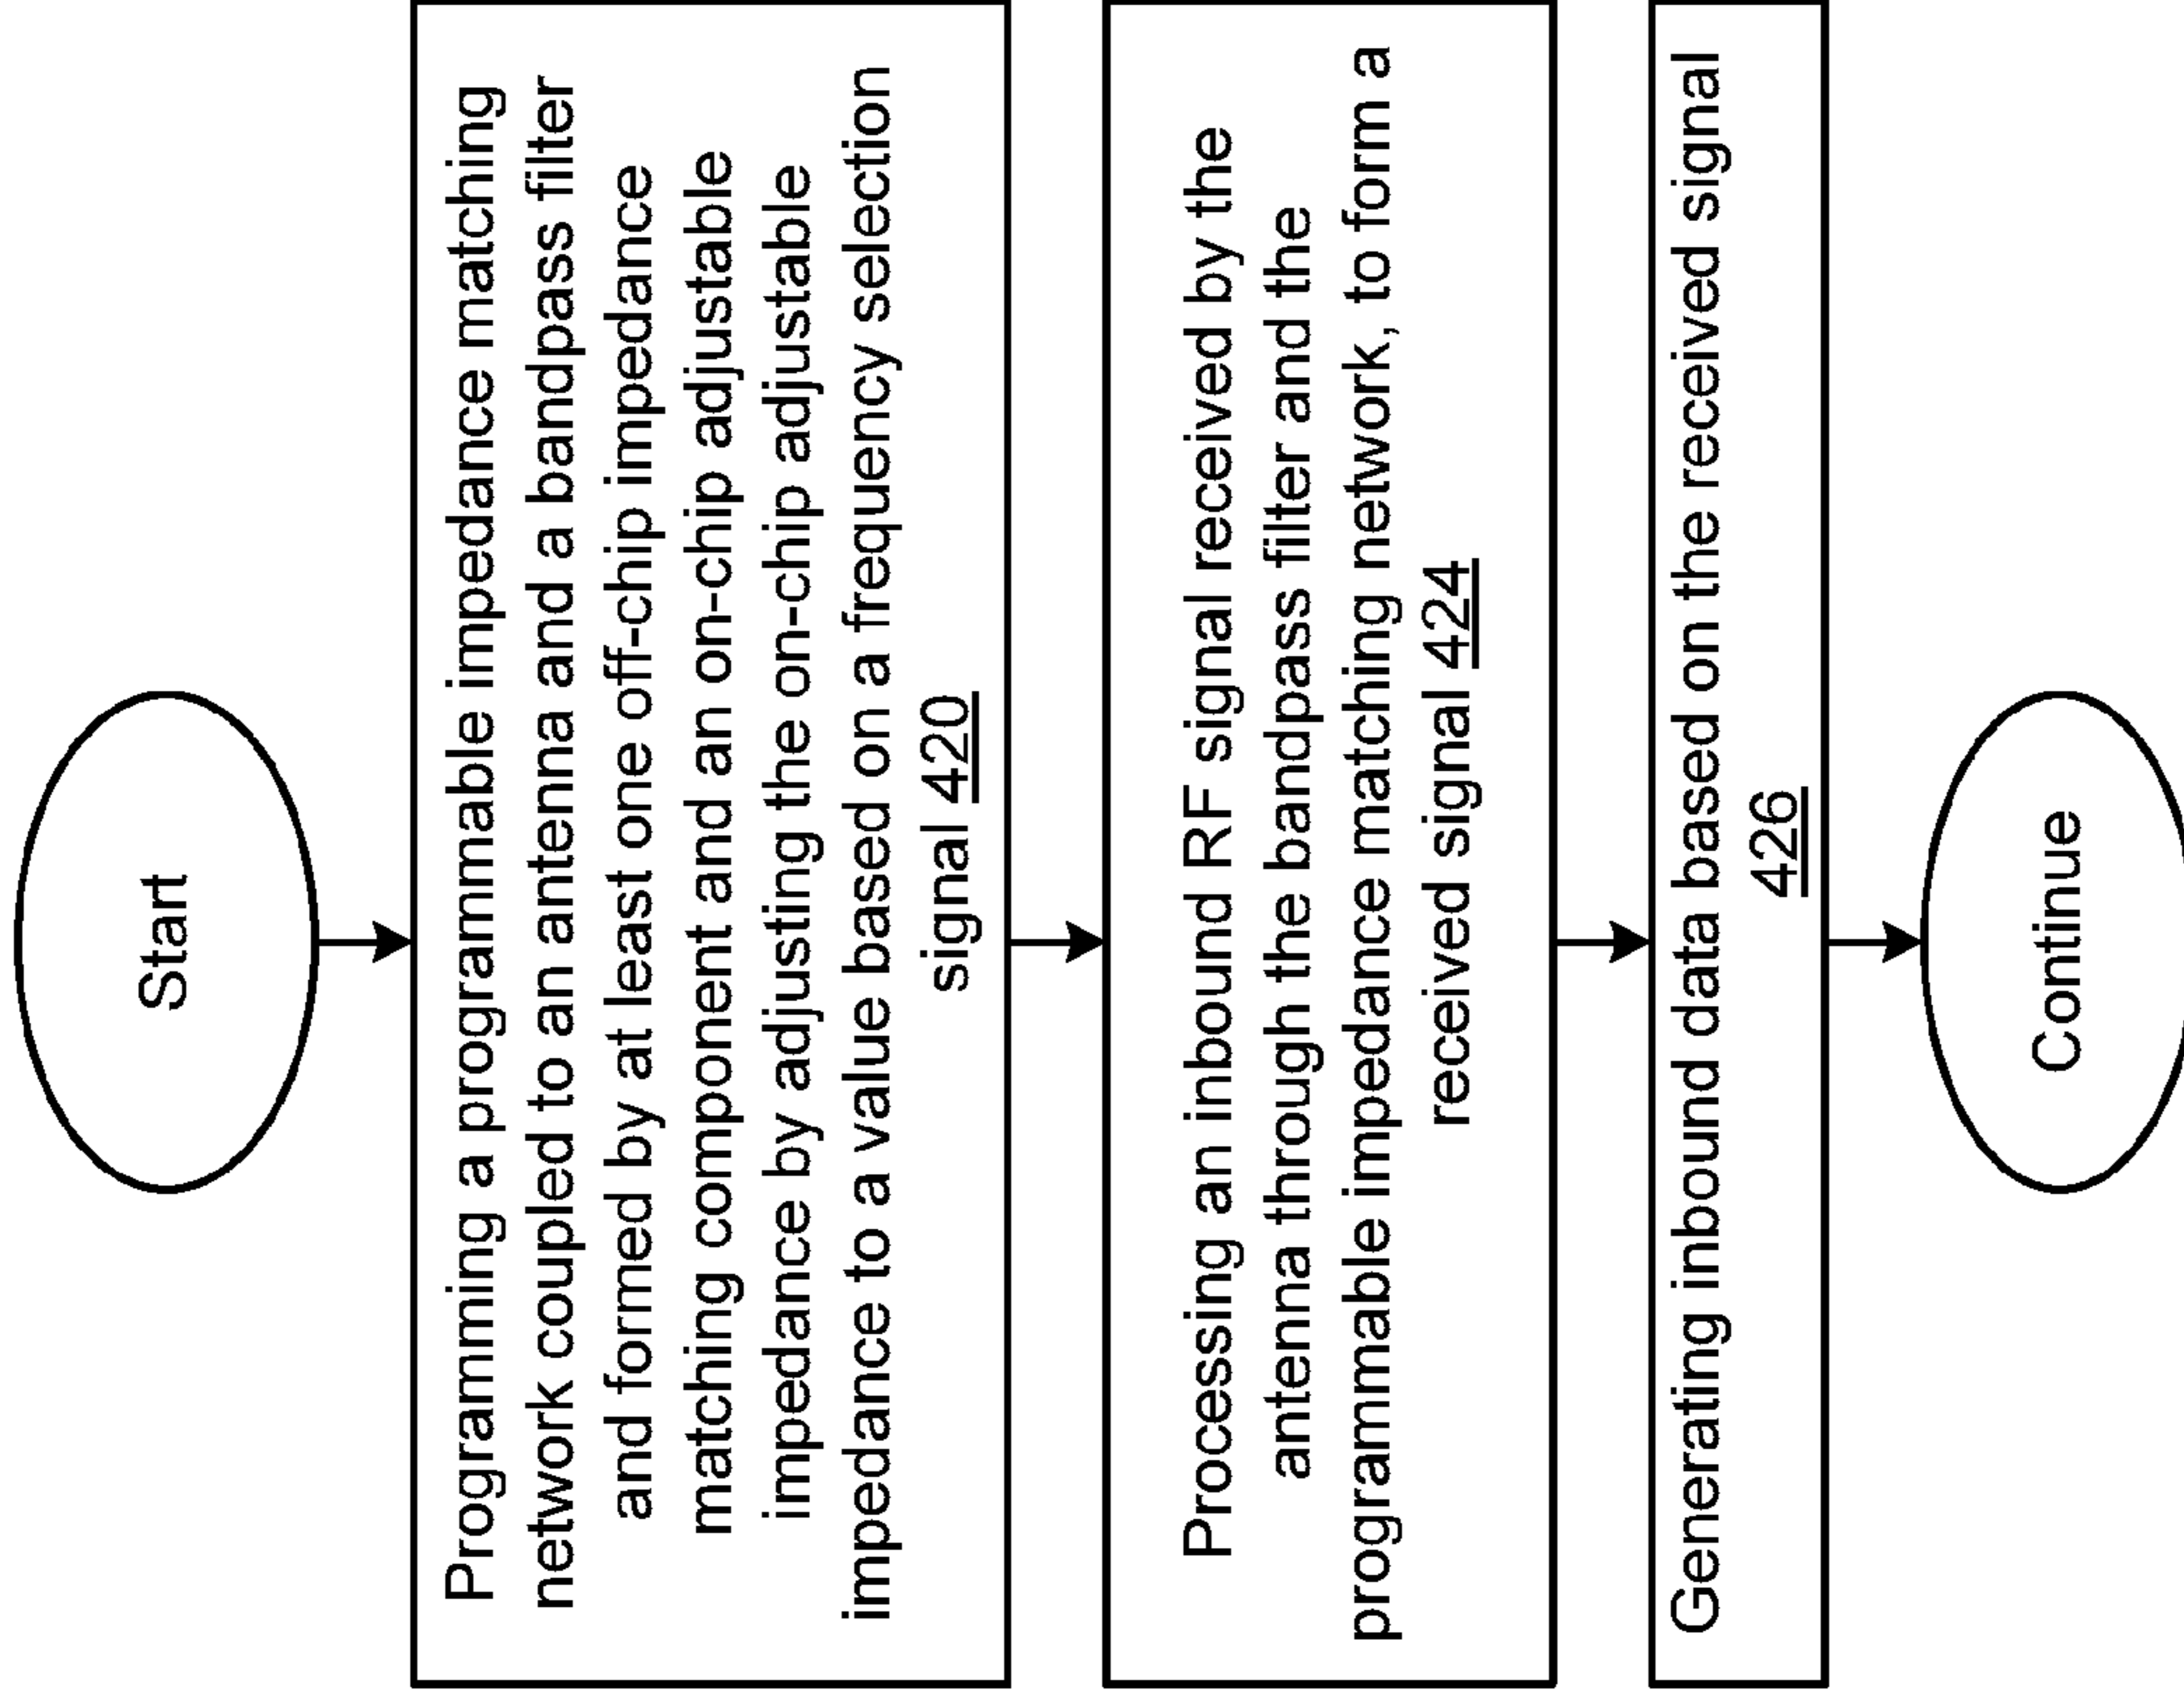 Start
Programming a programmable impedance matching
network coupled to an antenna and a bandpass filter
and formed by at least one off-chip impedance
matching component and an on-chip adjustable
impedance by adjusting the on-chip adjustable
impedance to a value based on a frequency selection
signal 420
Processing an inbound RF signal received by the
antenna through the bandpass filter and the
programmable impedance matching network, to form a
received signal 424
Generating inbound data based on the received signal
426
Continue